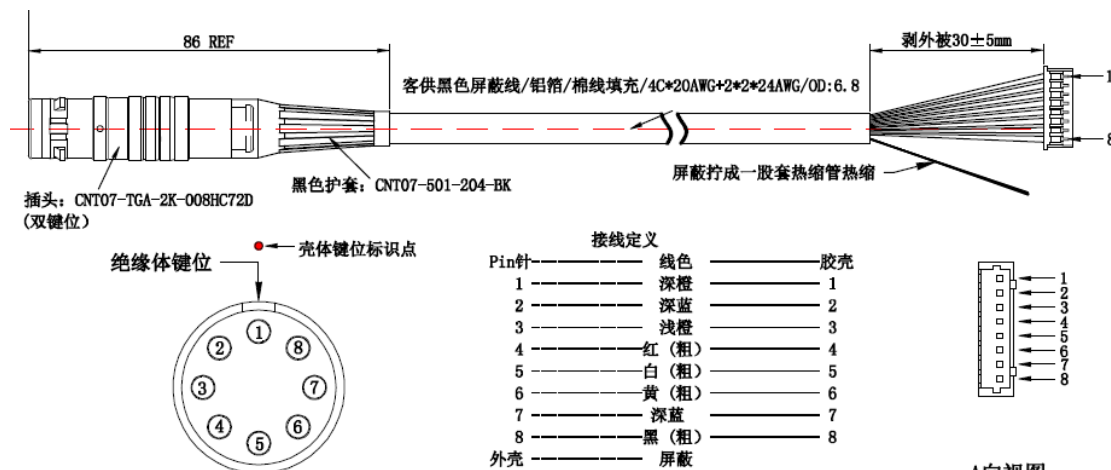 86 REF
剥外被30±5mm
客供黑色屏蔽线/铝箔/棉线填充/4C*20AWG+2*2*24AWG/OD:6.8
1
8
屏蔽拧成一股套热缩管热缩
黑色护套：CNT07-501-204-BK
插头：CNT07-TGA-2K-008HC72D
(双键位）
壳体键位标识点
绝缘体键位
1
2
8
3
7
4
6
5
接线定义
Pin针 线色 胶壳
1 深橙 1
2 深蓝 2
3 浅橙 3
4 红（粗） 4
5 白（粗） 5
6 黄（粗） 6
7 深蓝 7
8 黑（粗） 8
外壳 屏蔽
1
2
3
4
5
6
7
8
A向视图